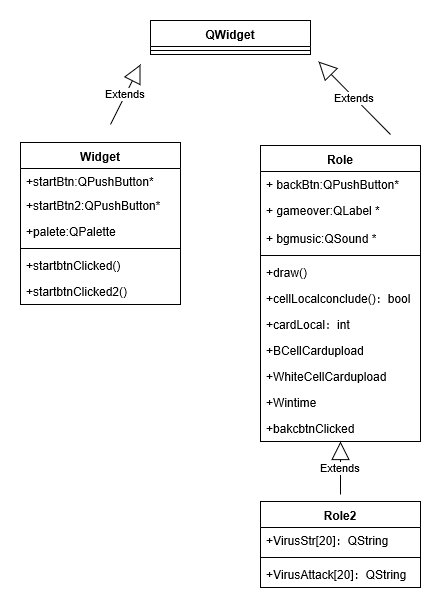 QWidget
Extends
Extends
Widget
+startBtn:QPushButton*
+startBtn2:QPushButton*
+palete:QPalette
+startbtnClicked()
+startbtnClicked2()
Role
+ backBtn:QPushButton*
+ gameover:QLabel *
+ bgmusic:QSound *
+draw()
+cellLocalconclude()：bool
+cardLocal：int
+BCellCardupload
+WhiteCellCardupload
+Wintime
+bakcbtnClicked
Extends
Role2
+VirusStr[20]：QString
+VirusAttack[20]：QString